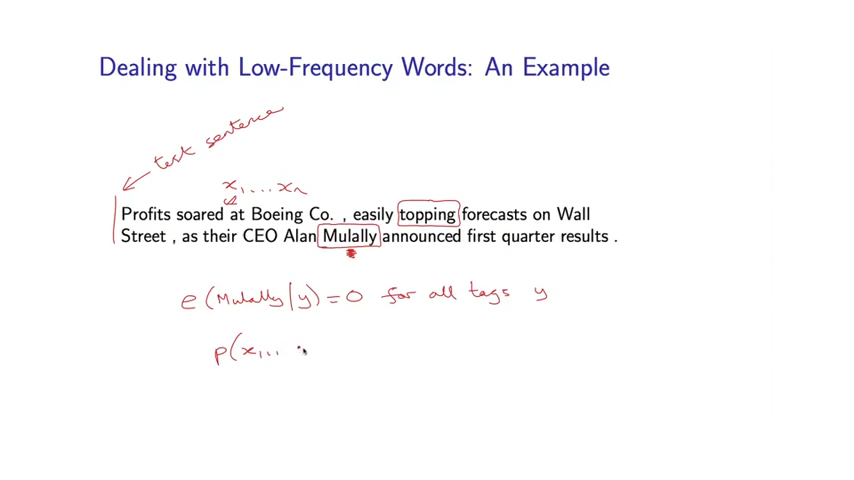 Dealing with Low-Frequency Words: An Example
test sentence
x1 ... xn
Profits soared at Boeing Co. , easily topping forecasts on Wall
Street , as their CEO Alan Mulally announced first quarter results .
e(Mulally|y) = 0 for all tags y
p(x1...